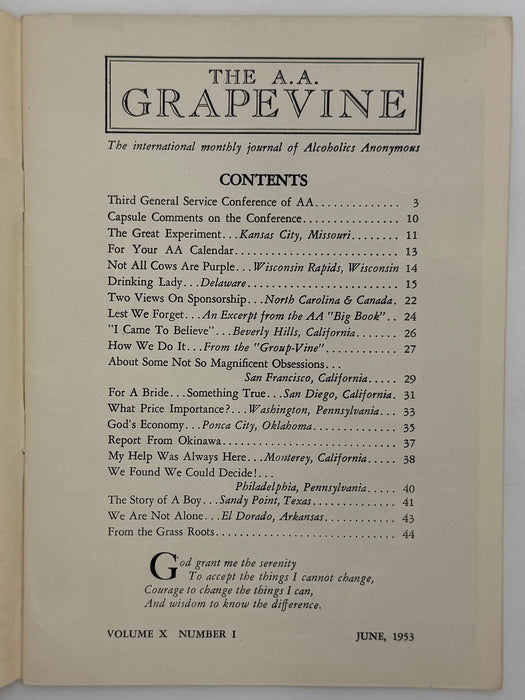 THE A.A.
GRAPEVINE
The international monthly journal of Alcoholics Anonymous
CONTENTS
Third General Service Conference of AA.............. 3
Capsule Comments on the Conference................ 10
The Great Experiment...Kansas City, Missouri........ 11
For Your AA Calendar........................... 13
Not All Cows Are Purple...Wisconsin Rapids, Wisconsin 14
Drinking Lady...Delaware........................ 15
Two Views On Sponsorship...North Carolina & Canada. 22
Lest We Forget...An Excerpt from the AA "Big Book".. 24
"I Came To Believe"...Beverly Hills, California........ 26
How We Do It...From the "Group-Vine"............ 27
About Some Not So Magnificent Obsessions...
San Francisco, California..... 29
For A Bride...Something True...San Diego, California. 31
What Price Importance?...Washington, Pennsylvania... 33
God's Economy...Ponca City, Oklahoma............. 35
Report From Okinawa............................. 37
My Help Was Always Here...Monterey, California..... 38
We Found We Could Decide!...
Philadelphia, Pennsylvania..... 40
The Story of A Boy...Sandy Point, Texas............. 41
We Are Not Alone...El Dorado, Arkansas............ 43
From the Grass Roots.............................. 44
God grant me the serenity
To accept the things I cannot change,
Courage to change the things I can,
And wisdom to know the difference.
VOLUME X NUMBER I JUNE, 1953